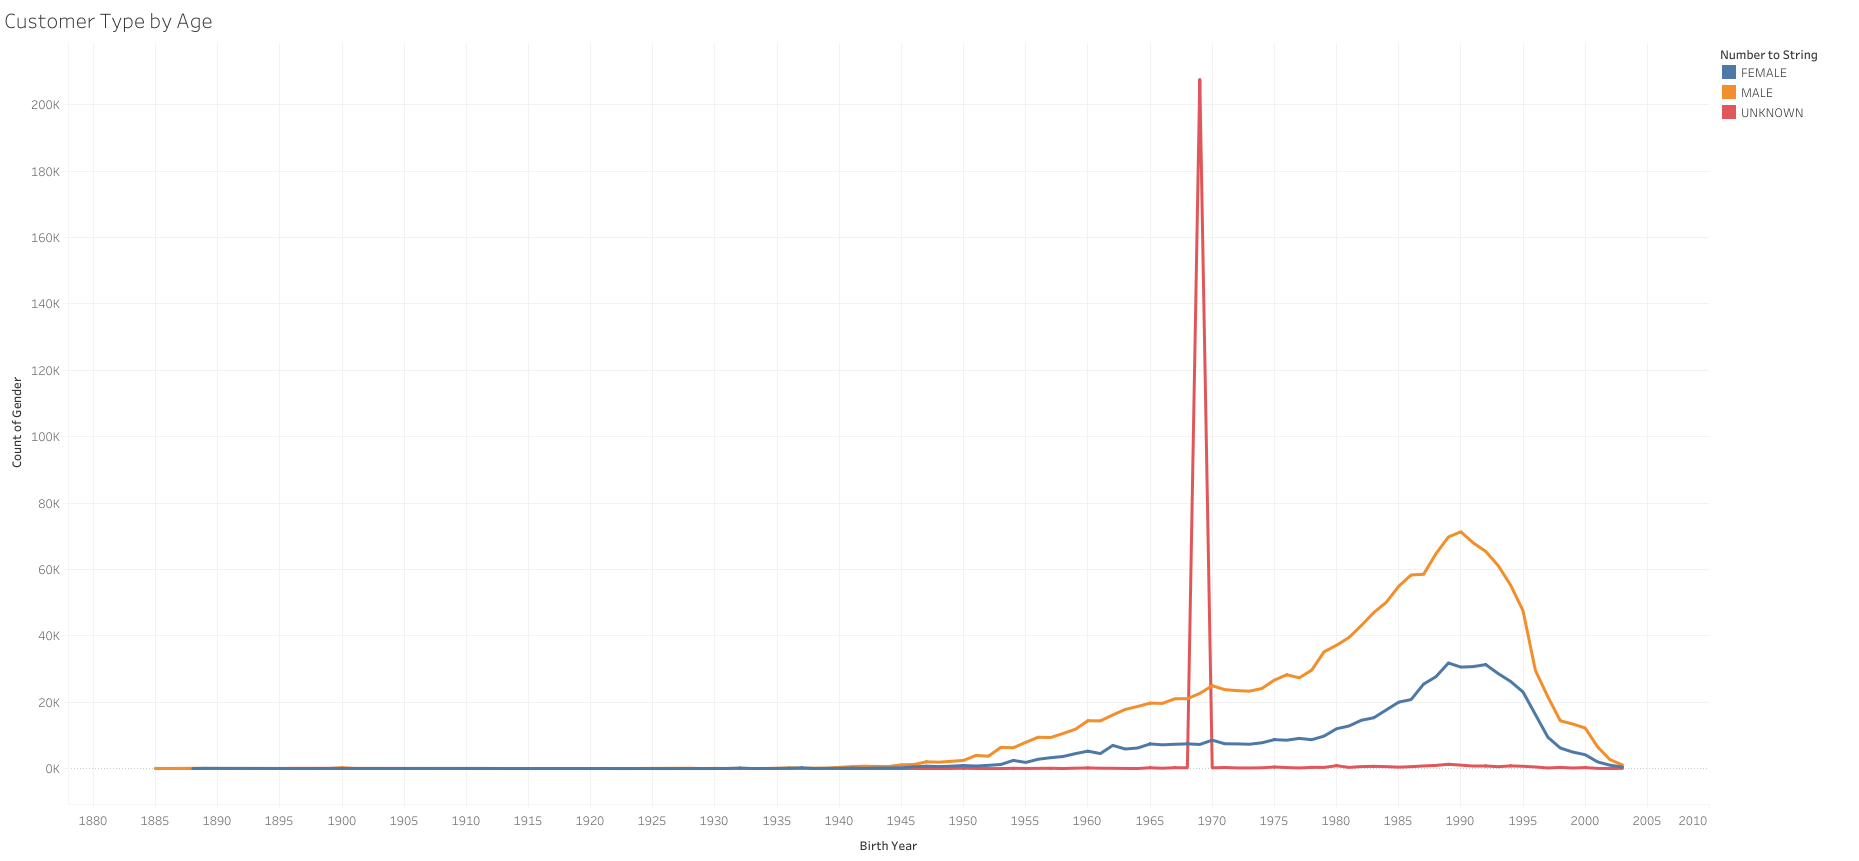 Customer Type by Age
Number to String
FEMALE
MALE
UNKNOWN
200K
180K
160K
140K
120K
100K
80K
60K
40K
20K
0K
Count of Gender
1880 1885 1890 1895 1900 1905 1910 1915 1920 1925 1930 1935 1940 1945 1950 1955 1960 1965 1970 1975 1980 1985 1990 1995 2000 2005 2010
Birth Year